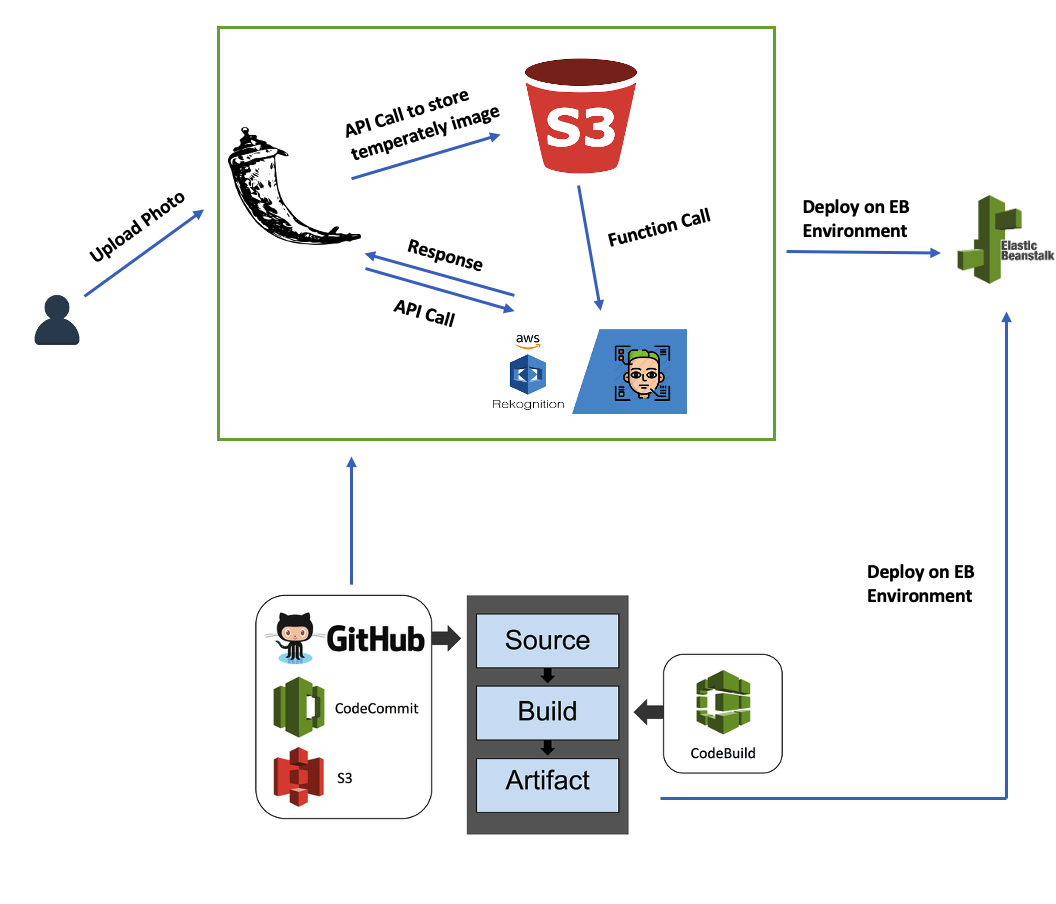 API Call to store
temperately image
S3
Upload Photo
Response
API Call
Function Call
aws
Rekognition
Deploy on EB
Environment
Elastic
Beanstalk
Deploy on EB
Environment
GitHub
CodeCommit
S3
Source
Build
Artifact
CodeBuild